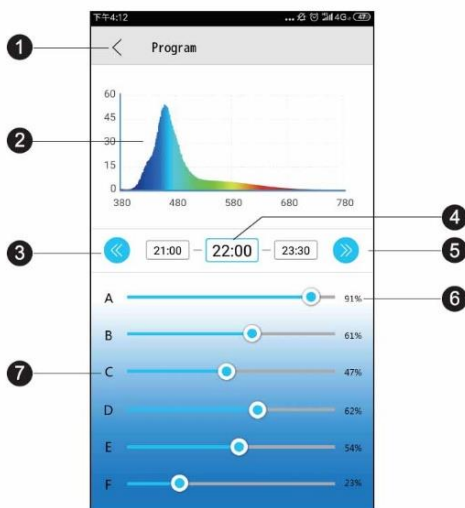 下午4:12 ... 4G 49
1 Program
60
45
2 30
15
0
380 480 580 680 780
4
3 21:00 - 22:00 - 23:30 5
A 91% 6
B 61%
7 C 47%
D 62%
E 54%
F 23%